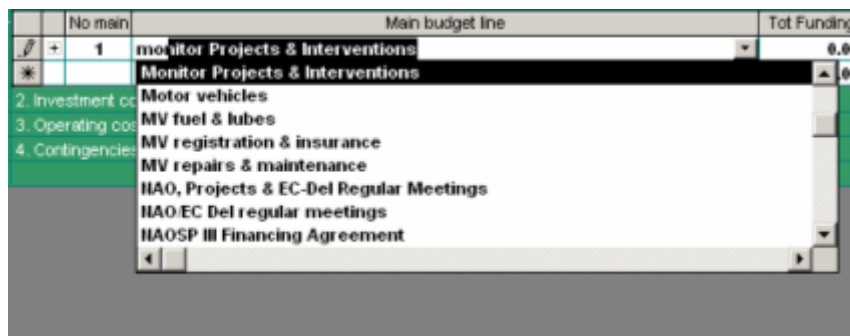 No main Main budget line Tot Funding
+ 1 monitor Projects & Interventions 0.0
Monitor Projects & Interventions
Motor vehicles
2. Investment co
MV fuel & lubes
3. Operating cos
MV registration & insurance
4. Contingencies
MV repairs & maintenance
NAO, Projects & EC-Del Regular Meetings
NAO/EC Del regular meetings
NAOSP III Financing Agreement